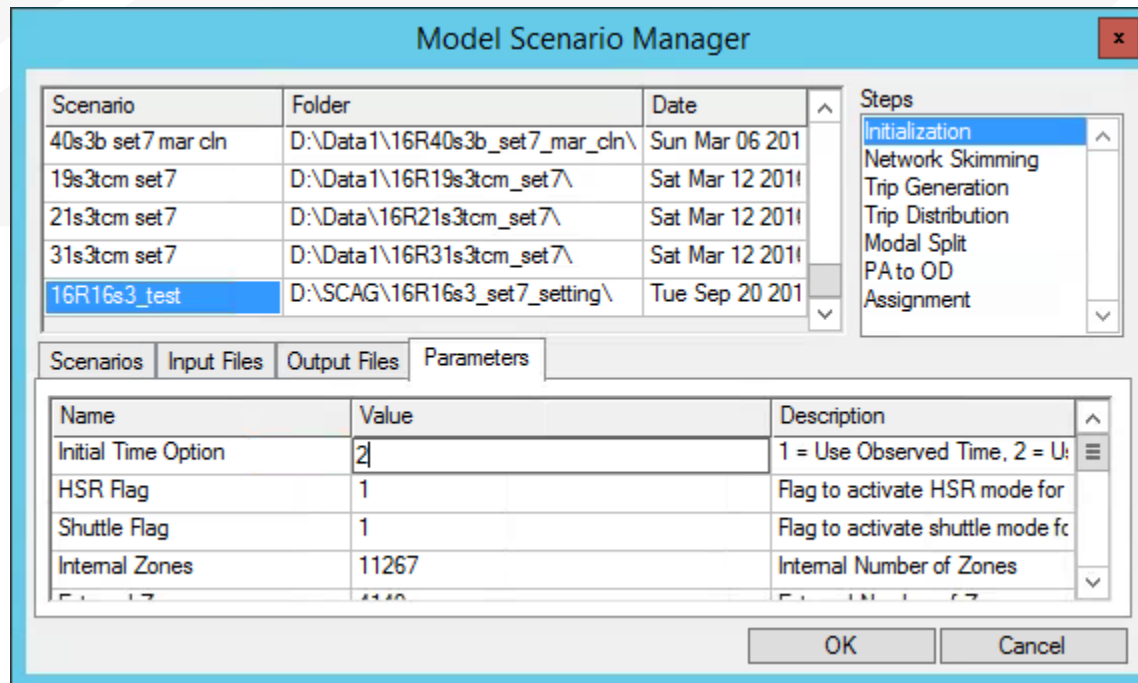 Model Scenario Manager
x
Scenario Folder Date
40s3b set7 mar cln D:\Data1\16R40s3b_set7_mar_cln\ Sun Mar 06 201
19s3tcm set7 D:\Data1\16R19s3tcm_set7\ Sat Mar 12 201
21s3tcm set7 D:\Data\16R21s3tcm_set7\ Sat Mar 12 201
31s3tcm set7 D:\Data1\16R31s3tcm_set7\ Sat Mar 12 201
16R16s3_test D:\SCAG\16R16s3_set7_setting\ Tue Sep 20 201
Steps
Initialization
Network Skimming
Trip Generation
Trip Distribution
Modal Split
PA to OD
Assignment
Scenarios Input Files Output Files Parameters
Name Value Description
Initial Time Option 2 1 = Use Observed Time, 2 =
HSR Flag 1 Flag to activate HSR mode for
Shuttle Flag 1 Flag to activate shuttle mode
Internal Zones 11267 Internal Number of Zones
OK Cancel